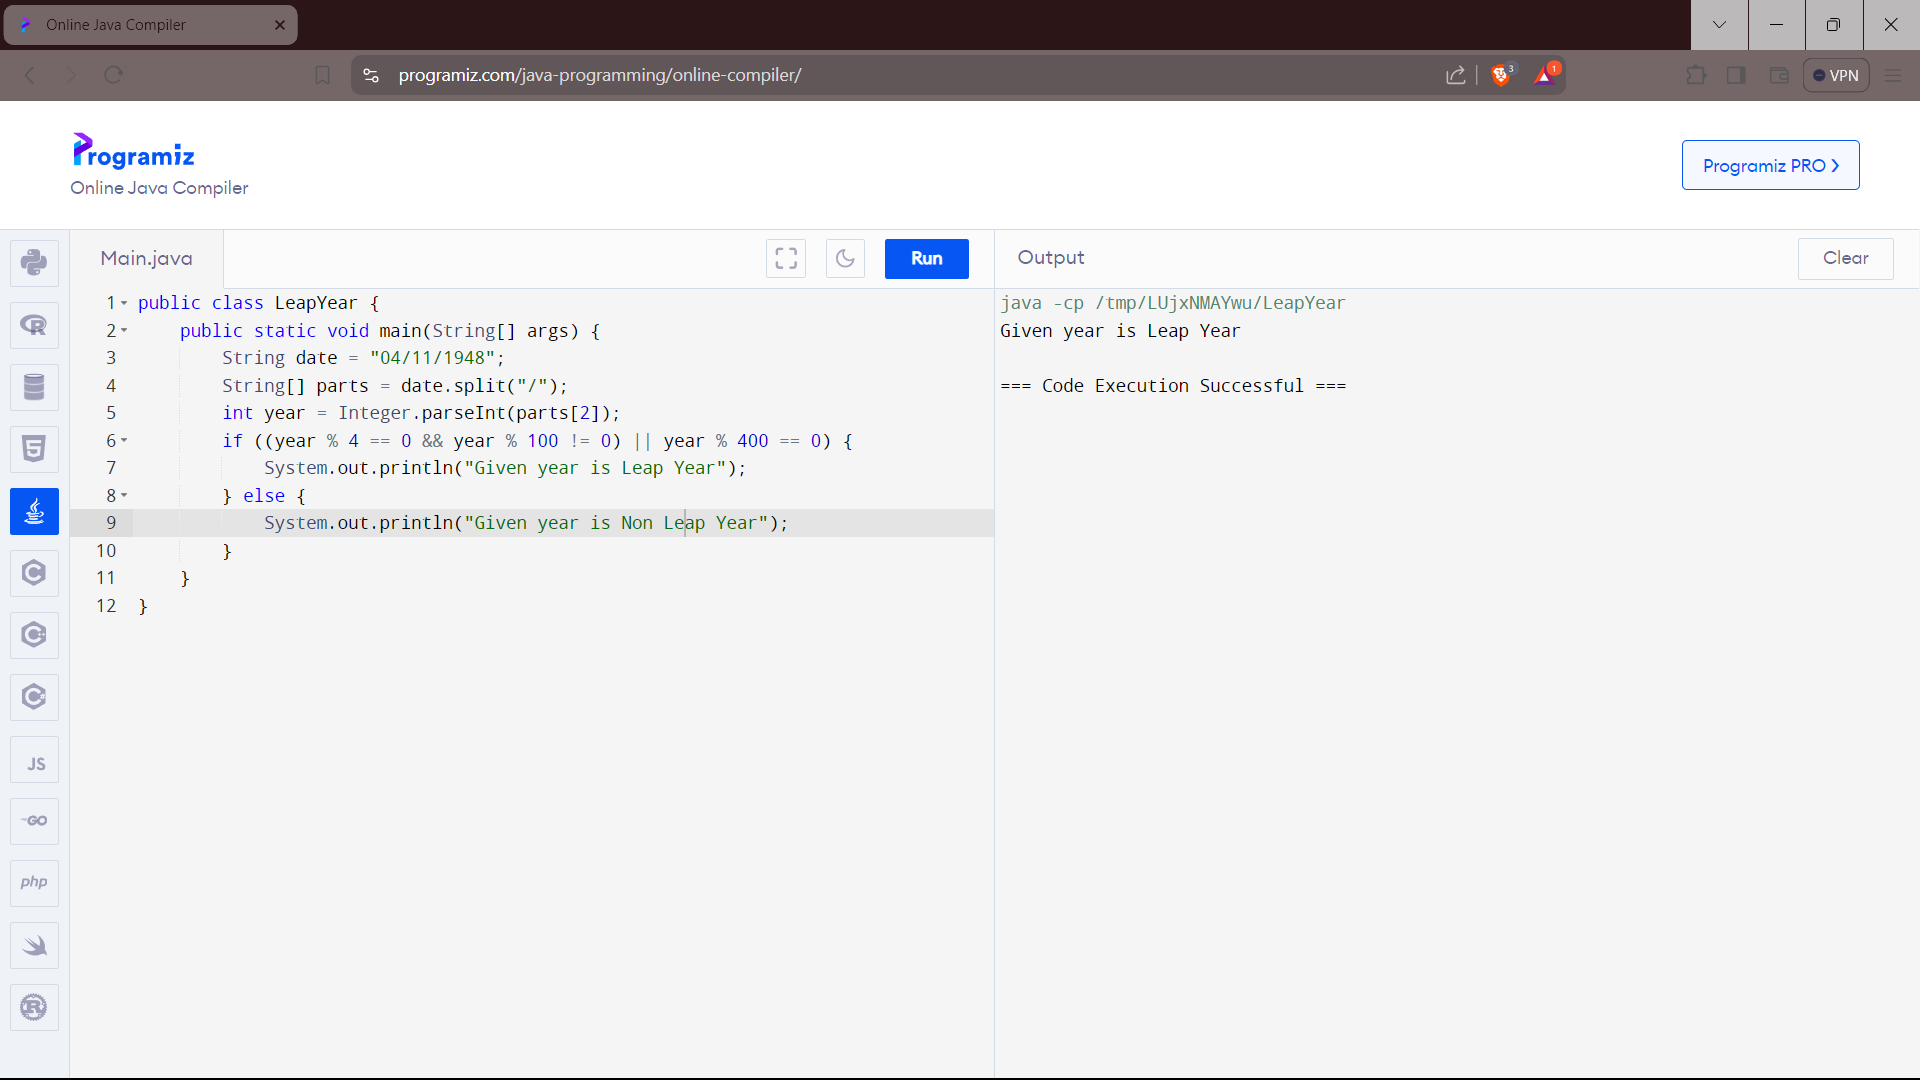 Online Java Compiler
programiz.com/java-programming/online-compiler/
3
1
VPN
Programiz
Online Java Compiler
Programiz PRO
Main.java
Run
Output
Clear
1 public class LeapYear {
2     public static void main(String[] args) {
3         String date = "04/11/1948";
4         String[] parts = date.split("/");
5         int year = Integer.parseInt(parts[2]);
6         if ((year % 4 == 0 && year % 100 != 0) || year % 400 == 0) {
7             System.out.println("Given year is Leap Year");
8         } else {
9             System.out.println("Given year is Non Leap Year");
10         }
11     }
12 }
java -cp /tmp/LUjxNMAYwu/LeapYear
Given year is Leap Year
=== Code Execution Successful ===
R
5
C
C
C
JS
GO
php
R